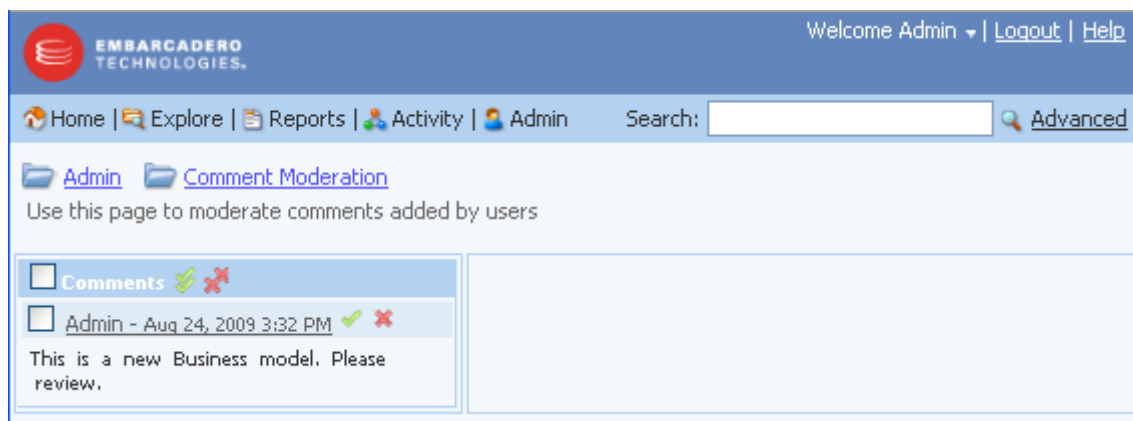 EMBARCADERO
TECHNOLOGIES.
Welcome Admin | Logout | Help
Home | Explore | Reports | Activity | Admin Search: Advanced
Admin Comment Moderation
Use this page to moderate comments added by users
Comments
Admin - Aug 24, 2009 3:32 PM
This is a new Business model. Please
review.